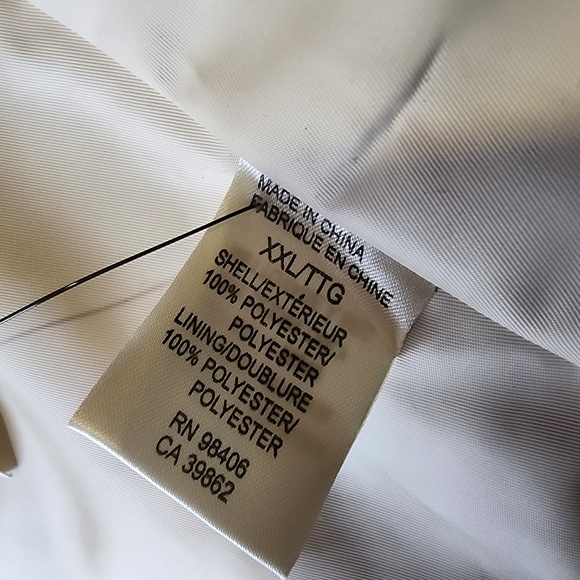 MADE IN CHINA
FABRIQUE EN CHINE
XXL/TTG
SHELL/EXTÉRIEUR
100% POLYESTER/
POLYESTER
LINING/DOUBLURE
100% POLYESTER/
POLYESTER
RN 98406
CA 39862